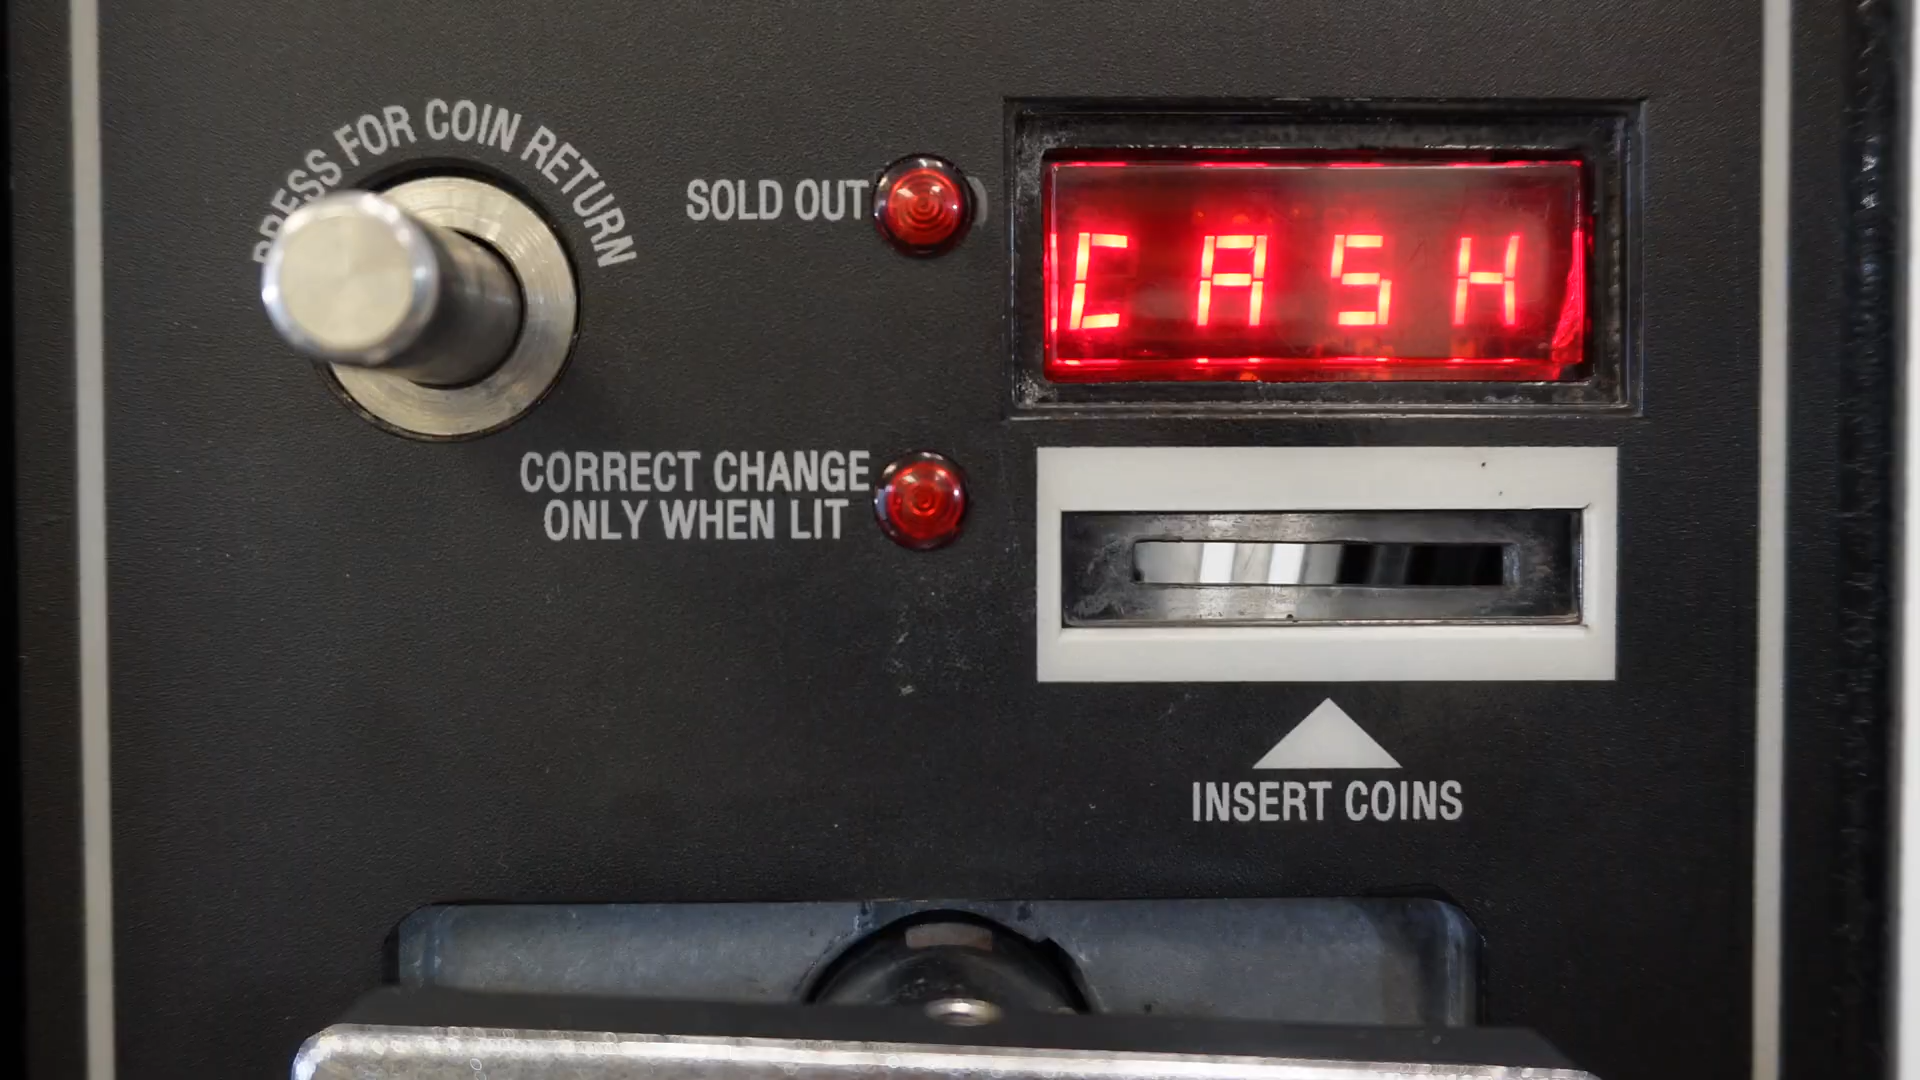 PRESS FOR COIN RETURN
SOLD OUT
CASH
CORRECT CHANGE
ONLY WHEN LIT
INSERT COINS